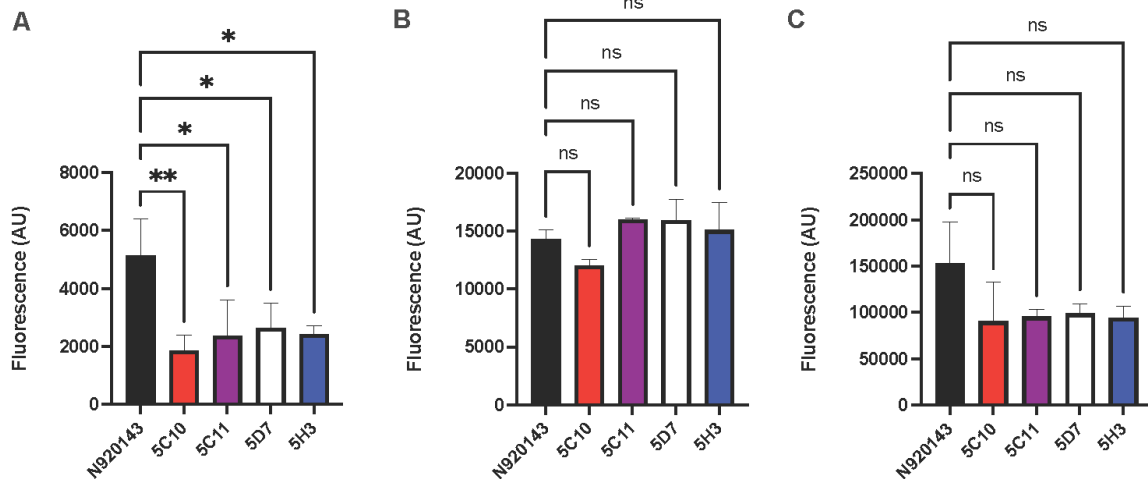 A
*
*
*
**
8000
6000
4000
2000
0
Fluorescence (AU)
N920143
5C10
5C11
5D7
5H3
B
ns
ns
ns
ns
20000
15000
10000
5000
0
Fluorescence (AU)
N920143
5C10
5C11
5D7
5H3
C
ns
ns
ns
ns
250000
200000
150000
100000
50000
0
Fluorescence (AU)
N920143
5C10
5C11
5D7
5H3